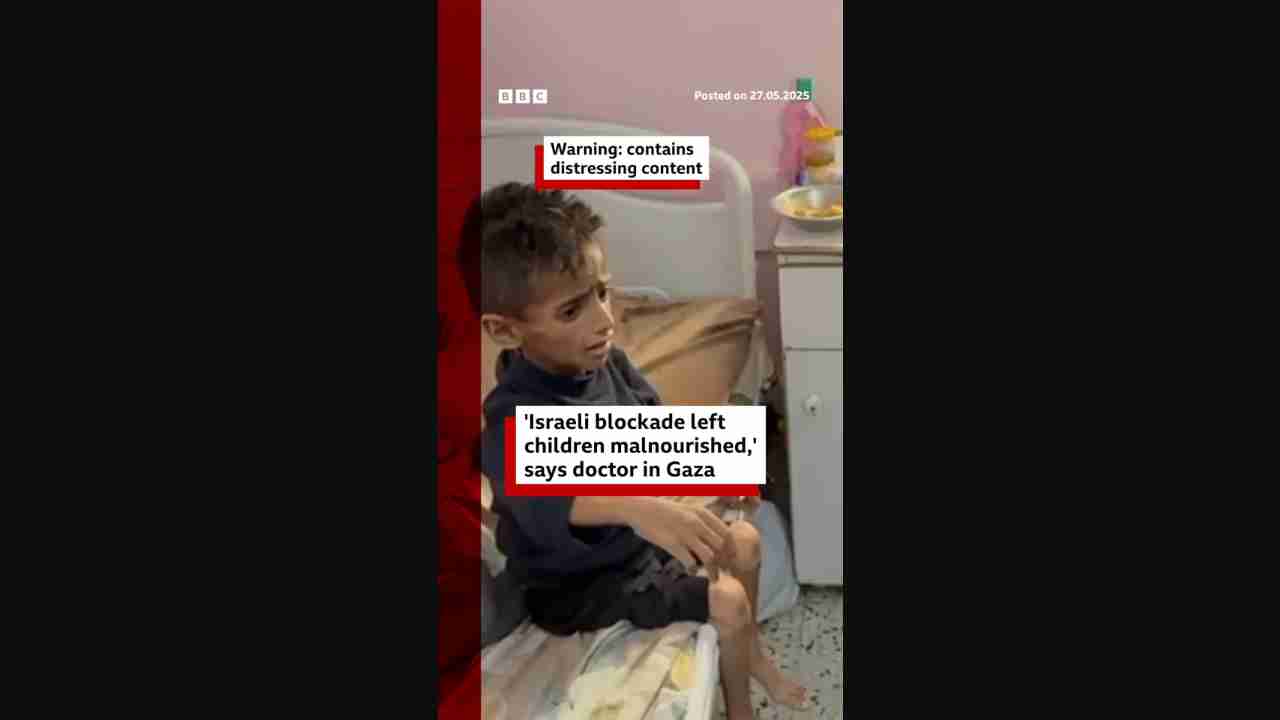 BBC
Posted on 27.05.2025
Warning: contains
distressing content
'Israeli blockade left
children malnourished,'
says doctor in Gaza